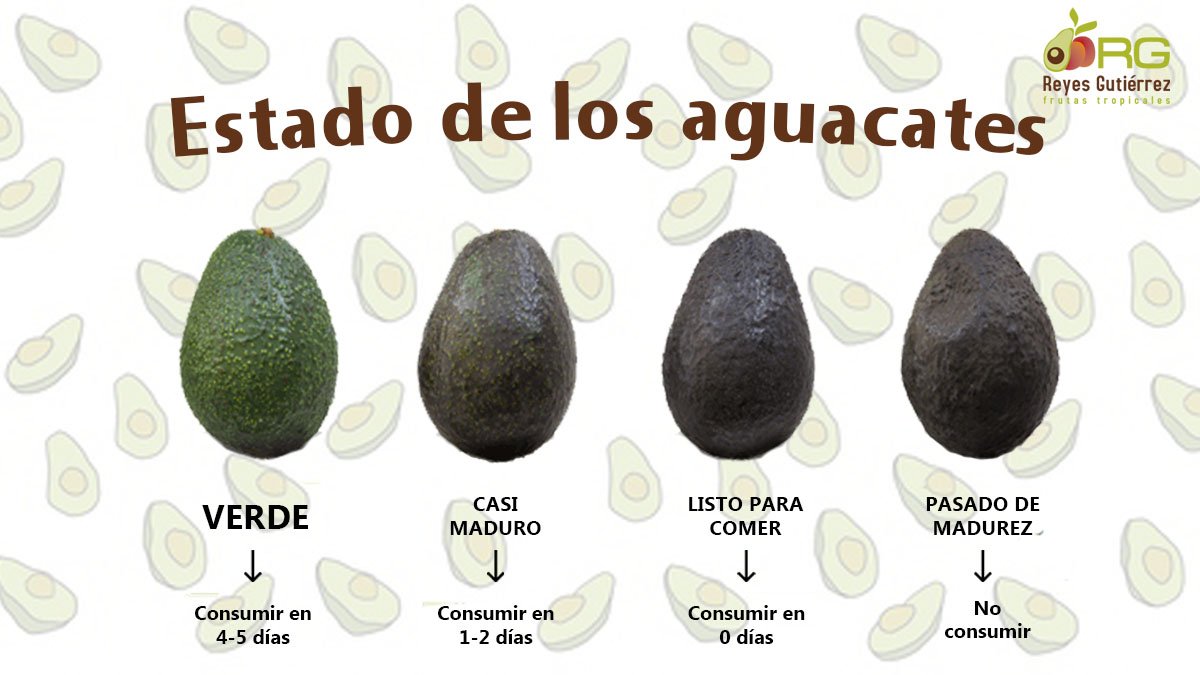 RG
Reyes Gutiérrez
frutas tropicales
Estado de los aguacates
VERDE
Consumir en
4-5 días
CASI
MADURO
Consumir en
1-2 días
LISTO PARA
COMER
Consumir en
0 días
PASADO DE
MADUREZ
No
consumir